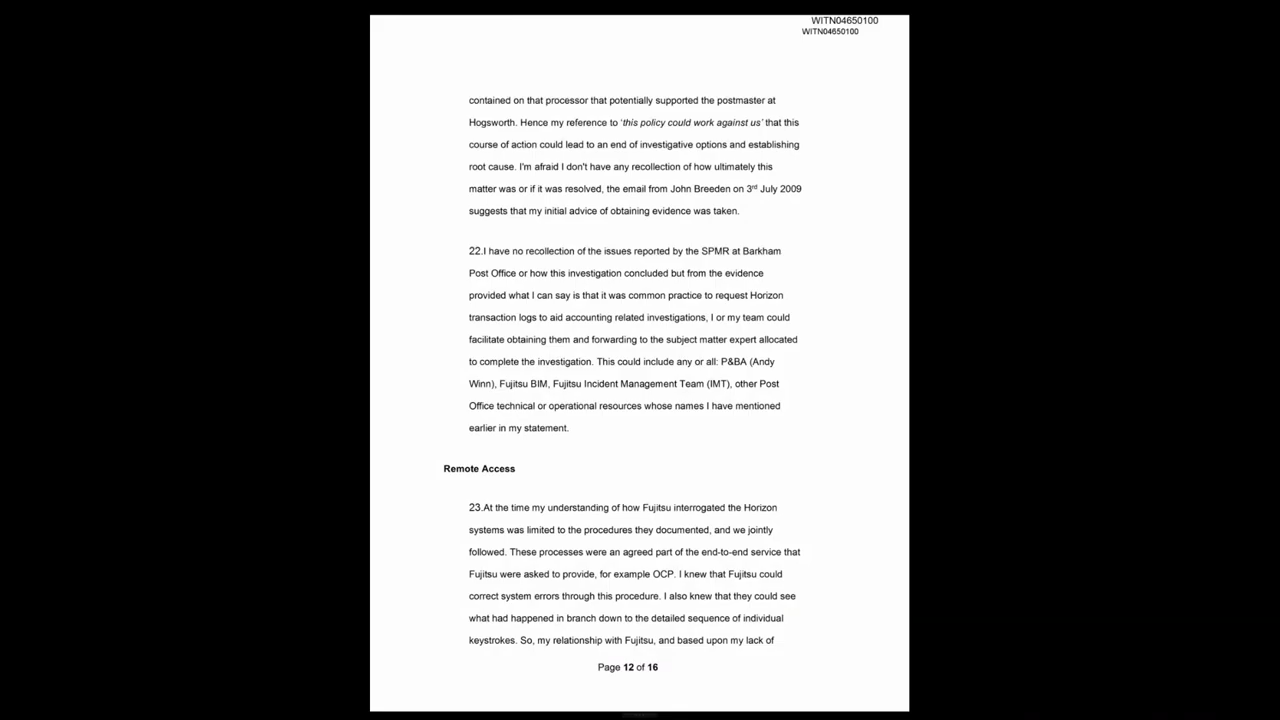 WITN04650100
WITN04650100
contained on that processor that potentially supported the postmaster at
Hogsworth. Hence my reference to ‘this policy could work against us’ that this
course of action could lead to an end of investigative options and establishing
root cause. I'm afraid I don't have any recollection of how ultimately this
matter was or if it was resolved, the email from John Breeden on 3rd July 2009
suggests that my initial advice of obtaining evidence was taken.
22.I have no recollection of the issues reported by the SPMR at Barkham
Post Office or how this investigation concluded but from the evidence
provided what I can say is that it was common practice to request Horizon
transaction logs to aid accounting related investigations, I or my team could
facilitate obtaining them and forwarding to the subject matter expert allocated
to complete the investigation. This could include any or all: P&BA (Andy
Winn), Fujitsu BIM, Fujitsu Incident Management Team (IMT), other Post
Office technical or operational resources whose names I have mentioned
earlier in my statement.
Remote Access
23.At the time my understanding of how Fujitsu interrogated the Horizon
systems was limited to the procedures they documented, and we jointly
followed. These processes were an agreed part of the end-to-end service that
Fujitsu were asked to provide, for example OCP. I knew that Fujitsu could
correct system errors through this procedure. I also knew that they could see
what had happened in branch down to the detailed sequence of individual
keystrokes. So, my relationship with Fujitsu, and based upon my lack of
Page 12 of 16